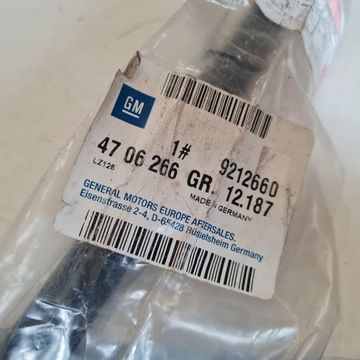 GM
1# 9212660
47 06 266 GR. 12.187
LZ126 MADE IN GERMANY
GENERAL MOTORS EUROPE AFTERSALES.
Eisenstrasse 2-4, D-65428 Rüselsheim Germany